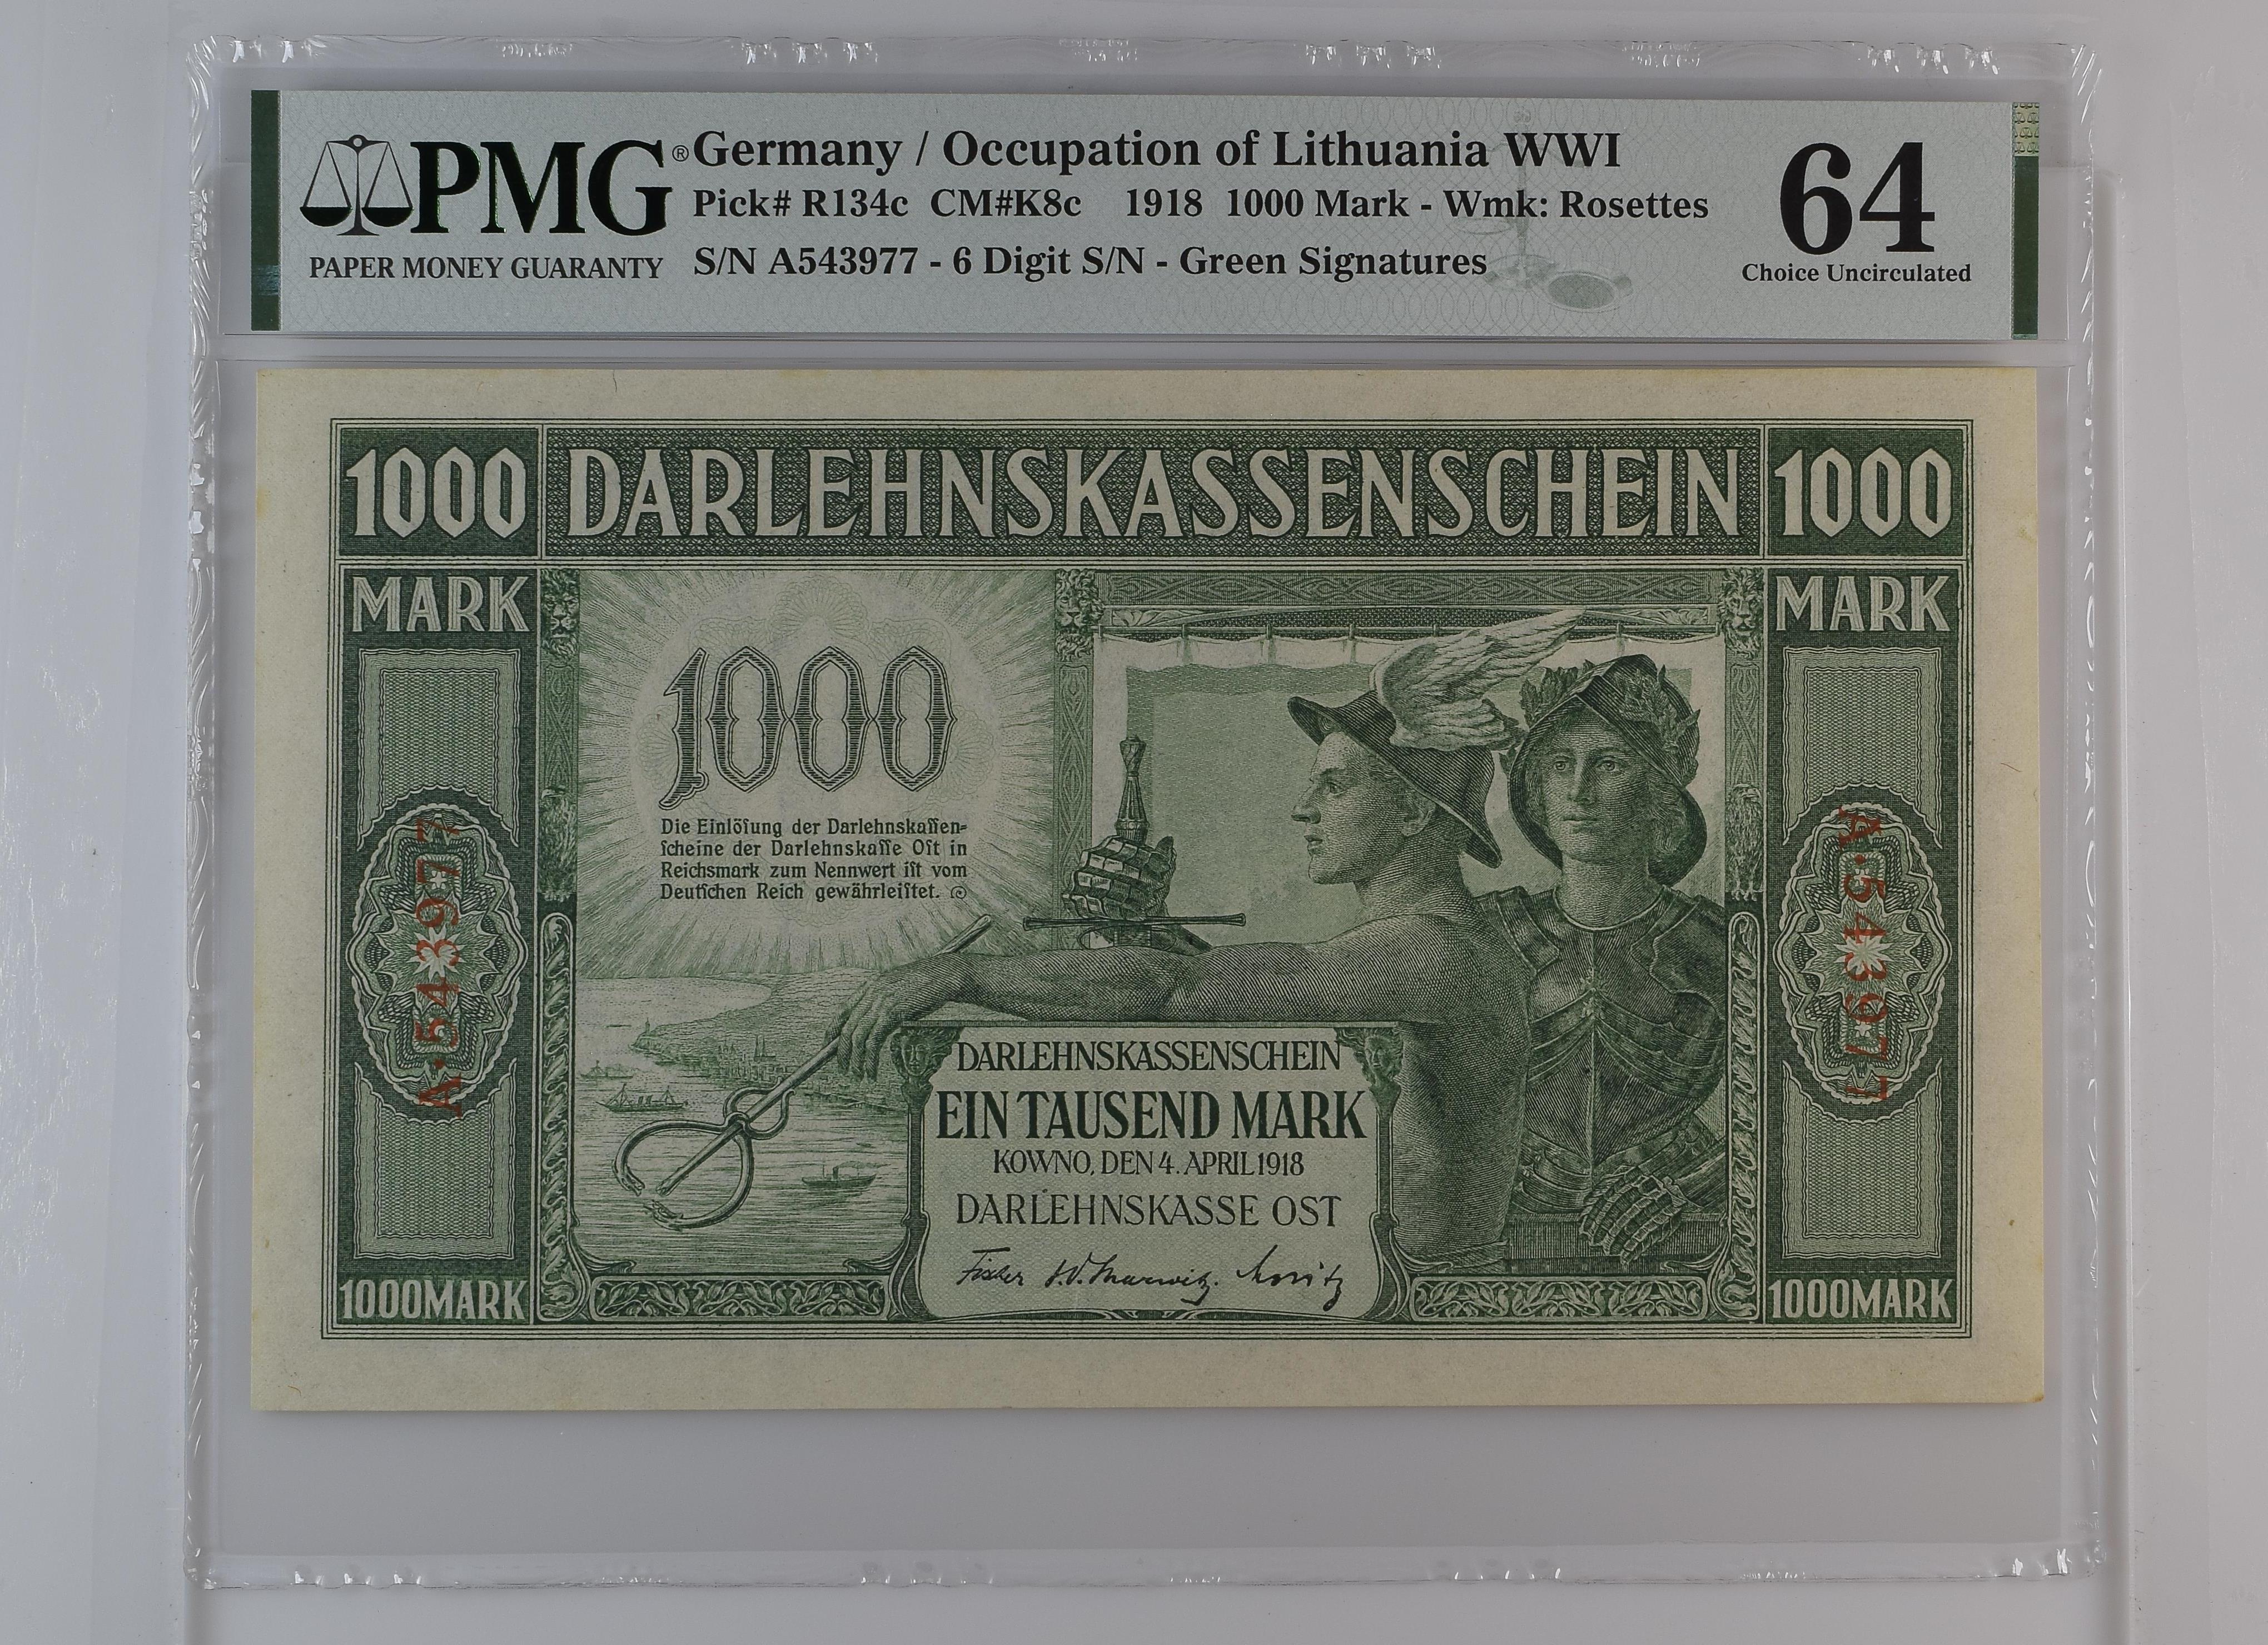 PMG®
PAPER MONEY GUARANTY
Germany / Occupation of Lithuania WWI
Pick# R134c CM#K8c 1918 1000 Mark - Wmk: Rosettes
S/N A543977 - 6 Digit S/N - Green Signatures
64
Choice Uncirculated
1000 DARLEHNSKASSENSCHEIN 1000
MARK
MARK
1000
Die Einlöſung der Darlehnskaſſen-
ſcheine der Darlehnskaſſe Oſt in
Reichsmark zum Nennwert iſt vom
Deutſchen Reich gewährleiſtet.
A·543977
A·543977
DARLEHNSKASSENSCHEIN
EIN TAUSEND MARK
KOWNO, DEN 4. APRIL 1918
DARLEHNSKASSE OST
Fischer
1000MARK
1000MARK